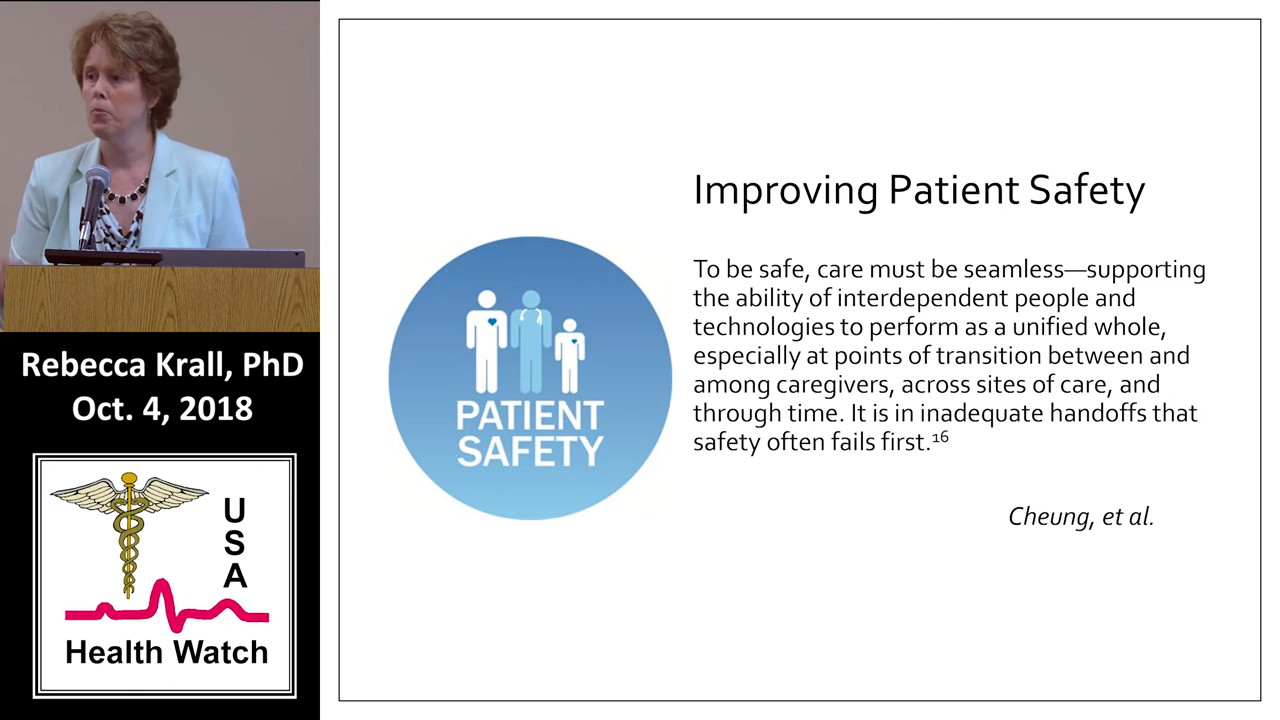 Rebecca Krall, PhD
Oct. 4, 2018
U
S
A
Health Watch
Improving Patient Safety
PATIENT
SAFETY
To be safe, care must be seamless—supporting
the ability of interdependent people and
technologies to perform as a unified whole,
especially at points of transition between and
among caregivers, across sites of care, and
through time. It is in inadequate handoffs that
safety often fails first.¹⁶
Cheung, et al.